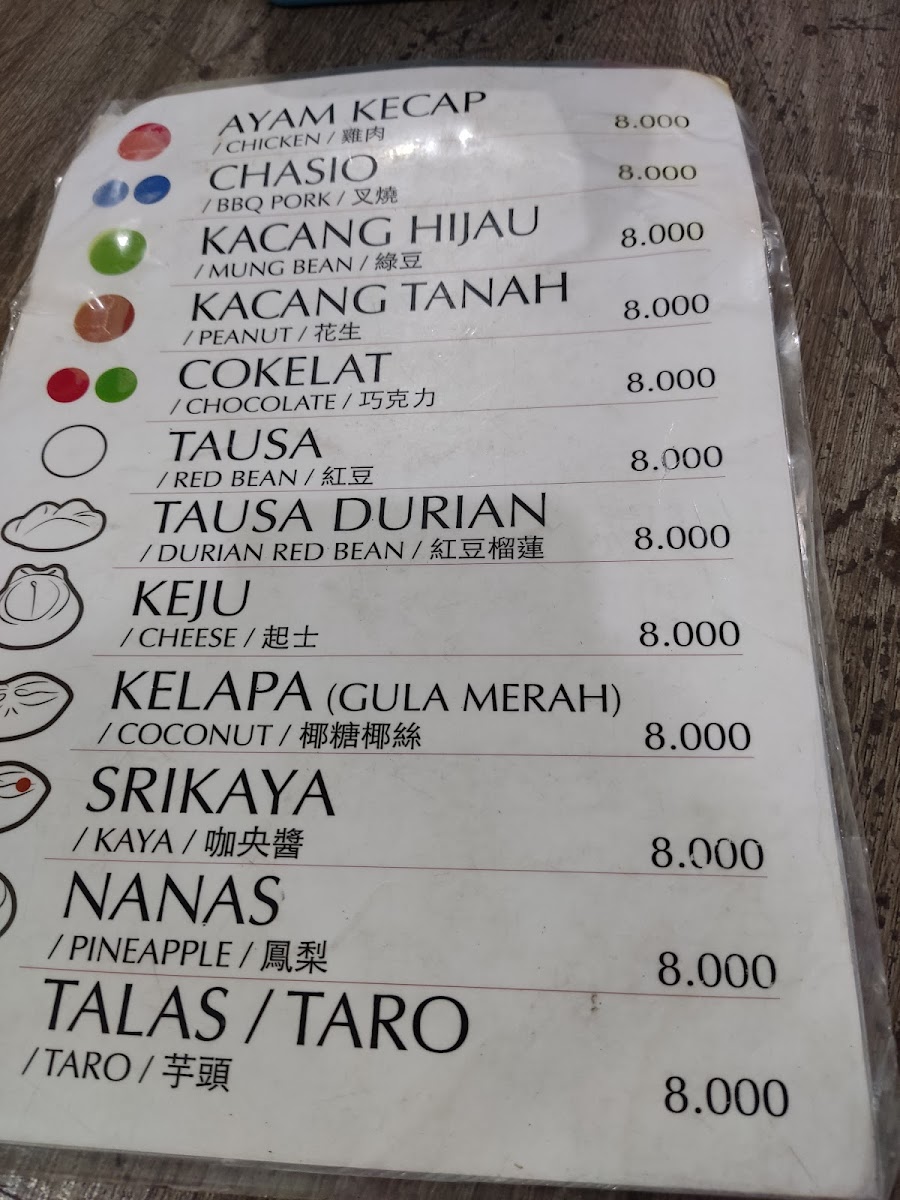 AYAM KECAP 8.000
/ CHICKEN / 雞肉
CHASIO 8.000
/ BBQ PORK / 叉燒
KACANG HIJAU 8.000
/ MUNG BEAN / 綠豆
KACANG TANAH 8.000
/ PEANUT / 花生
COKELAT 8.000
/ CHOCOLATE / 巧克力
TAUSA 8.000
/ RED BEAN / 紅豆
TAUSA DURIAN 8.000
/ DURIAN RED BEAN / 紅豆榴蓮
KEJU 8.000
/ CHEESE / 起士
KELAPA (GULA MERAH) 8.000
/ COCONUT / 椰糖椰絲
SRIKAYA 8.000
/ KAYA / 咖央醬
NANAS 8.000
/ PINEAPPLE / 鳳梨
TALAS / TARO 8.000
/ TARO / 芋頭